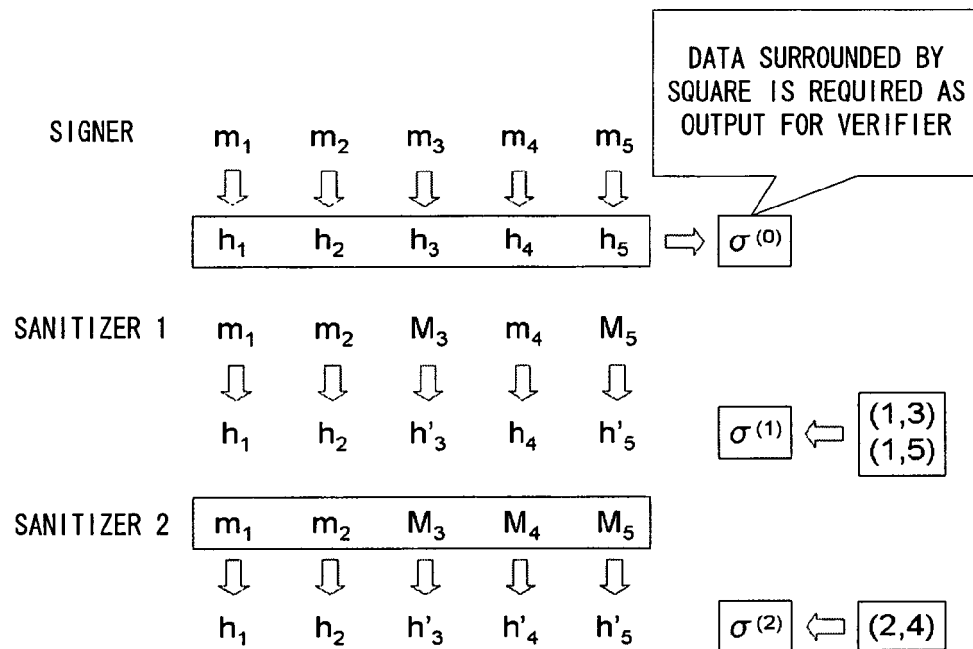 DATA SURROUNDED BY
SQUARE IS REQUIRED AS
OUTPUT FOR VERIFIER
SIGNER m₁ m₂ m₃ m₄ m₅
h₁ h₂ h₃ h₄ h₅ ⇨ σ⁽⁰⁾
SANITIZER 1 m₁ m₂ M₃ m₄ M₅
h₁ h₂ h'₃ h₄ h'₅ σ⁽¹⁾ ⇦ (1,3)
(1,5)
SANITIZER 2 m₁ m₂ M₃ M₄ M₅
h₁ h₂ h'₃ h'₄ h'₅ σ⁽²⁾ ⇦ (2,4)